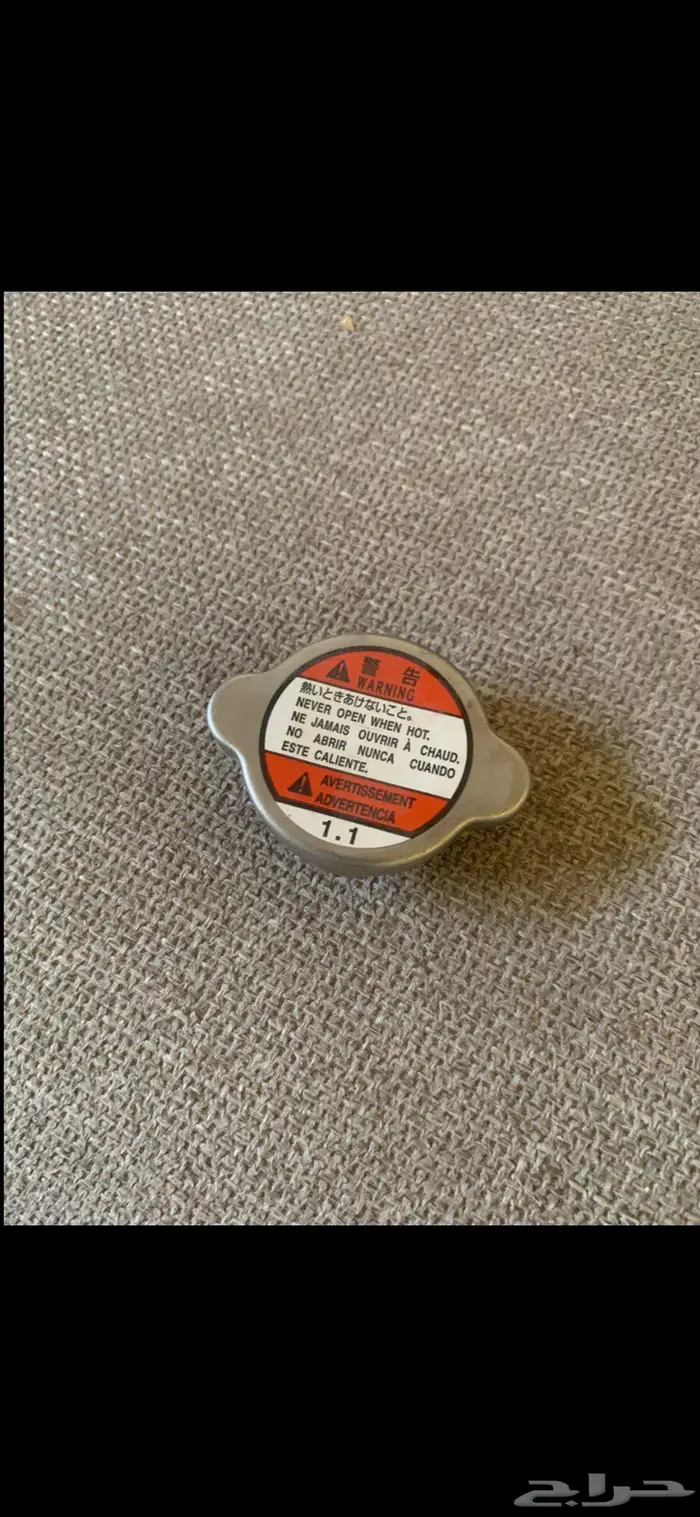 警告
WARNING
熱いときあけないこと。
NEVER OPEN WHEN HOT.
NE JAMAIS OUVRIR À CHAUD.
NO ABRIR NUNCA CUANDO
ESTE CALIENTE.
AVERTISSEMENT
ADVERTENCIA
1.1
حراج